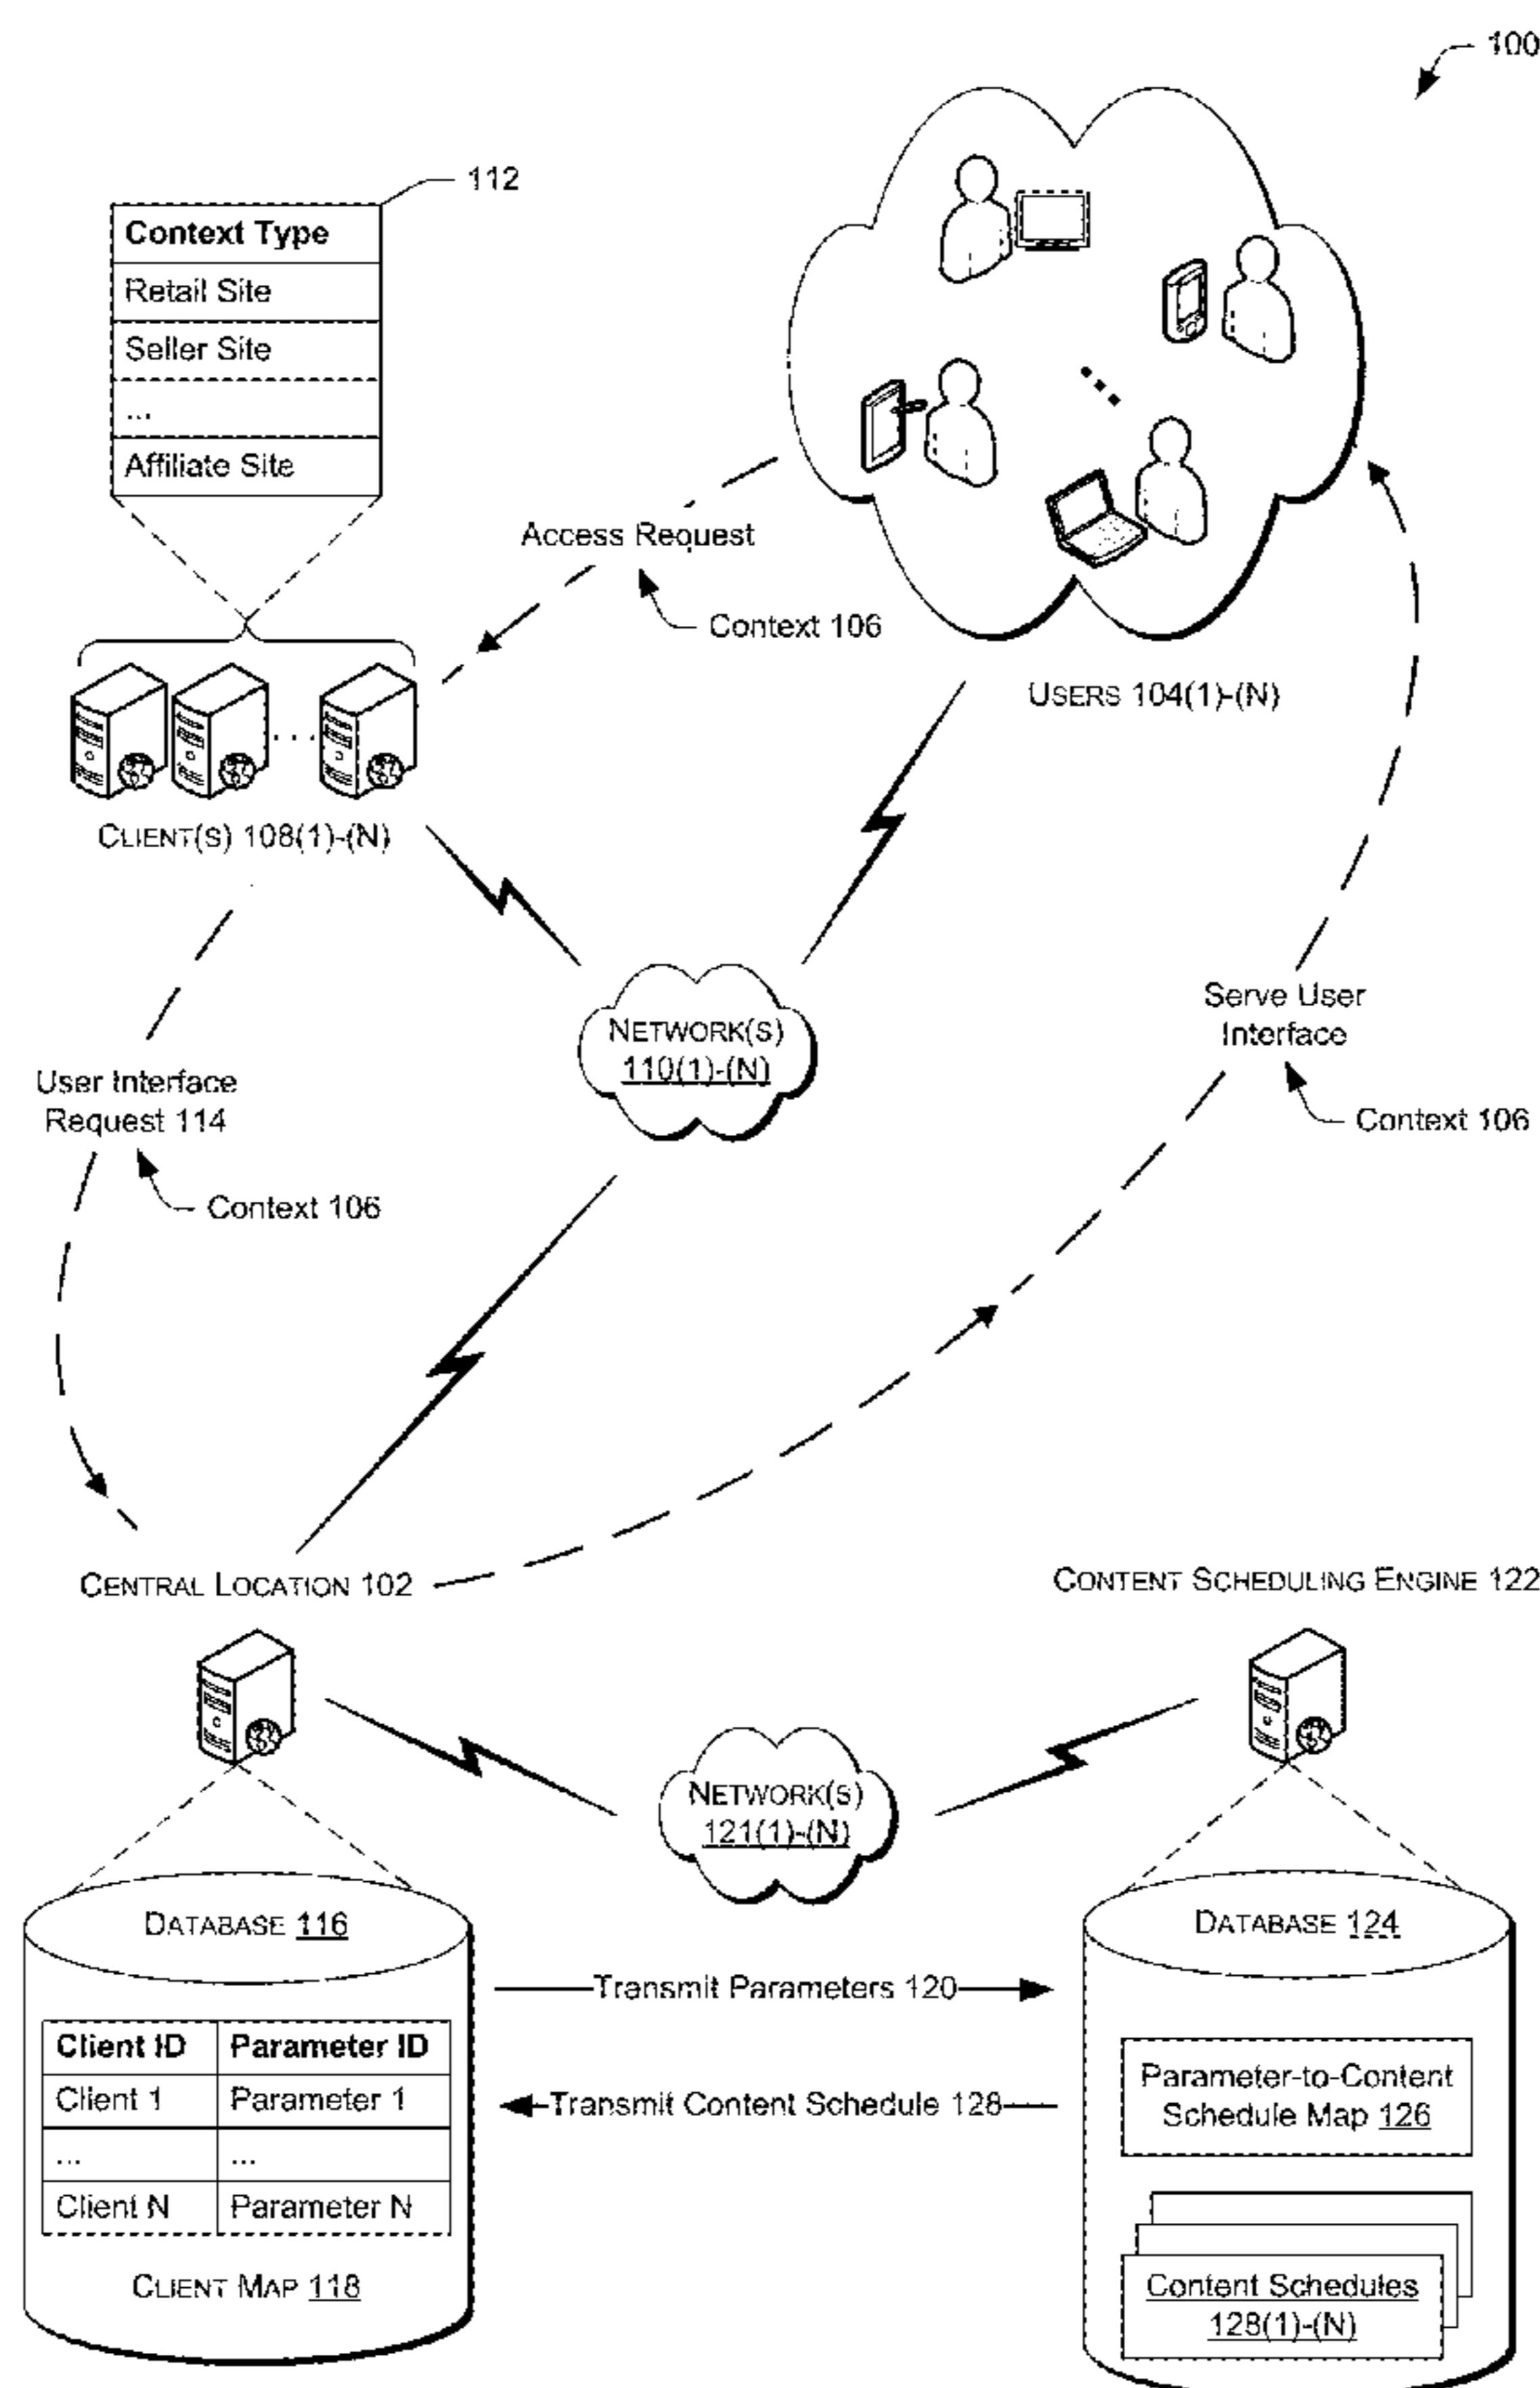 100
112
Context Type
Retail Site
Seller Site
...
Affiliate Site
Access Request
Context 106
USERS 104(1)-(N)
CLIENT(S) 108(1)-(N)
NETWORK(S)
110(1)-(N)
Serve User
Interface
Context 106
User Interface
Request 114
Context 106
CENTRAL LOCATION 102
CONTENT SCHEDULING ENGINE 122
NETWORK(S)
121(1)-(N)
DATABASE 116
Client ID Parameter ID
Client 1 Parameter 1
... ...
Client N Parameter N
CLIENT MAP 118
Transmit Parameters 120
Transmit Content Schedule 128
DATABASE 124
Parameter-to-Content
Schedule Map 126
Content Schedules
128(1)-(N)